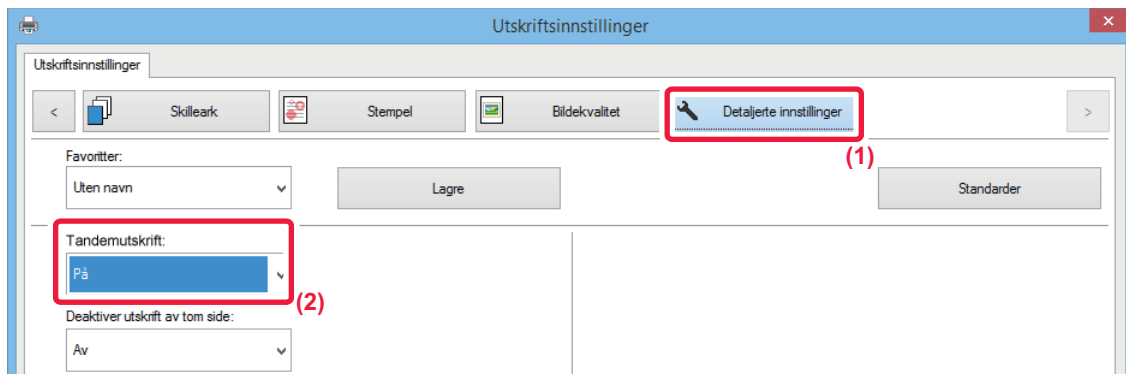 Utskriftsinnstillinger
Utskriftsinnstillinger
< Skilleark Stempel Bildekvalitet Detaljerte innstillinger >
(1)
Favoritter:
Uten navn Lagre Standarder
Tandemutskrift:
På
(2)
Deaktiver utskrift av tom side:
Av